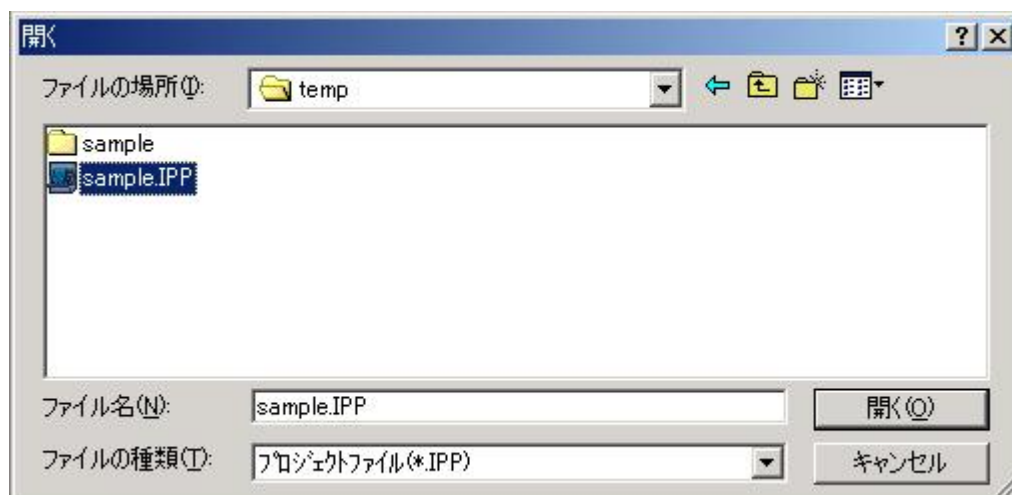 開く
ファイルの場所(I):
temp
sample
sample.IPP
ファイル名(N):
sample.IPP
開く(O)
ファイルの種類(T):
プロジェクトファイル(*.IPP)
キャンセル